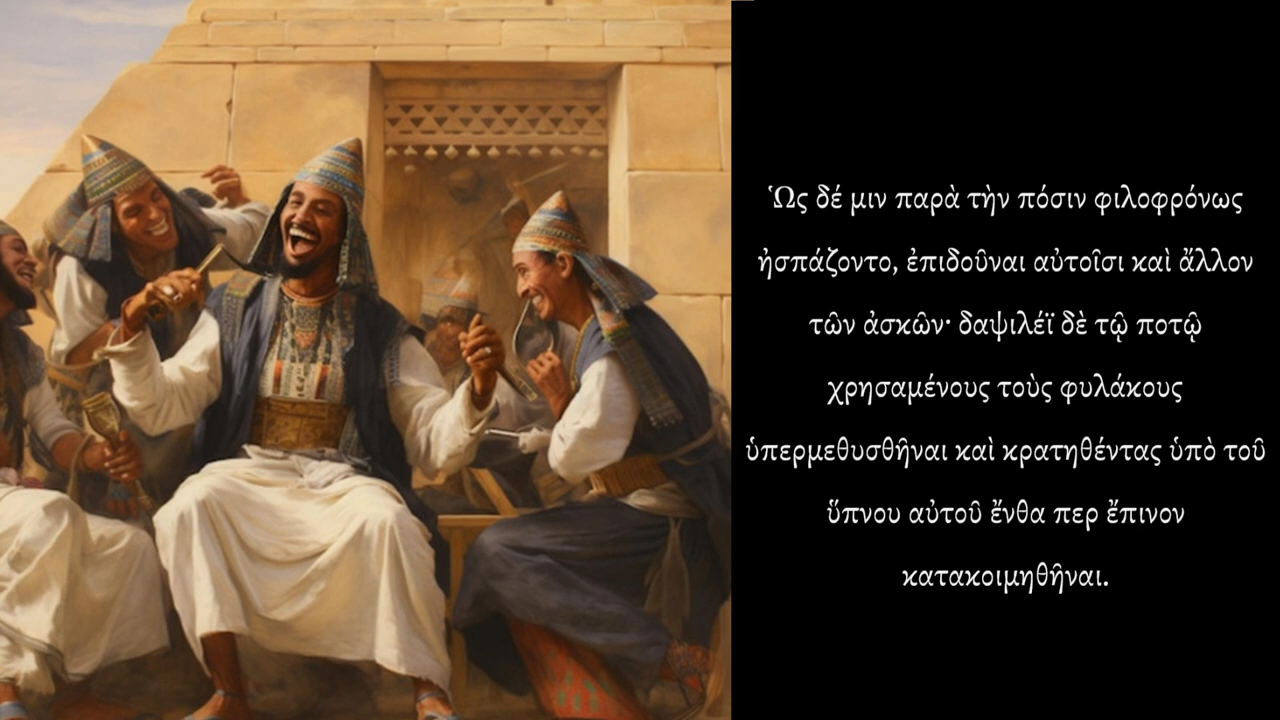 Ὡς δέ μιν παρὰ τὴν πόσιν φιλοφρόνως
ἠσπάζοντο, ἐπιδοῦναι αὐτοῖσι καὶ ἄλλον
τῶν ἀσκῶν· δαψιλέϊ δὲ τῷ ποτῷ
χρησαμένους τοὺς φυλάκους
ὑπερμεθυσθῆναι καὶ κρατηθέντας ὑπὸ τοῦ
ὕπνου αὐτοῦ ἔνθα περ ἔπινον
κατακοιμηθῆναι.